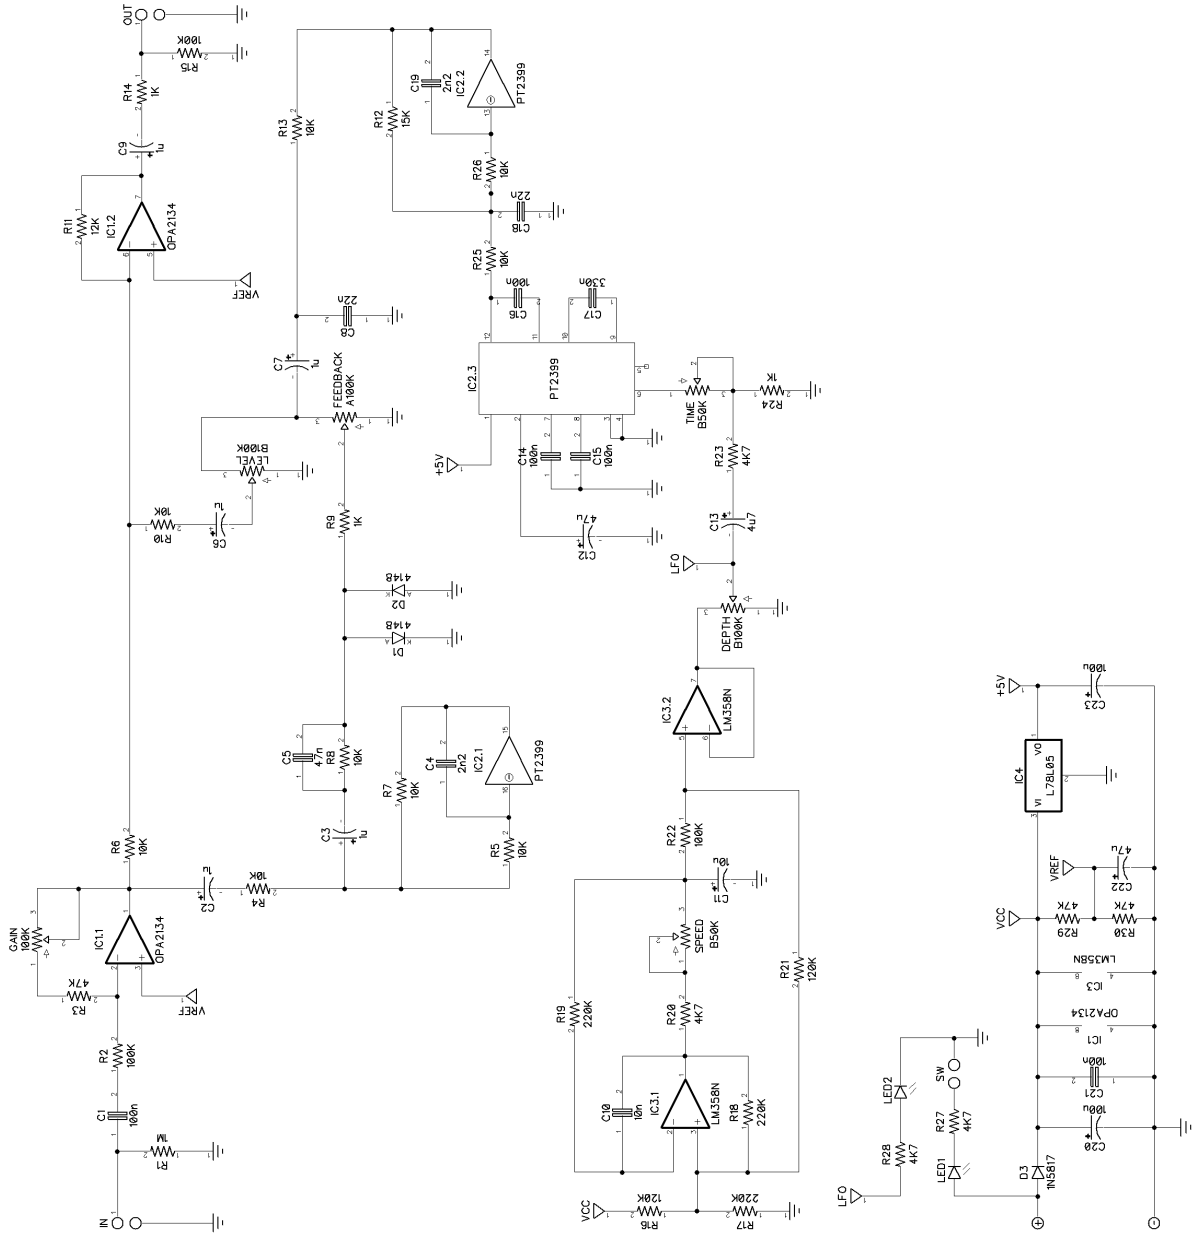 OUT
R15
100K
R14
1K
C9
1u
R11
12K
IC1.2
OPA2134
VREF
R13
10K
R12
15K
C19
2n2
IC2.2
PT2399
R26
10K
C18
22n
R25
10K
C16
100n
C17
330n
C7
1u
C8
22n
FEEDBACK
A100K
LEVEL
B100K
R10
10K
C6
1u
R9
1K
D2
4148
D1
4148
IC2.3
PT2399
+5V
C14
100n
C15
100n
C12
47u
TIME
B50K
R24
1K
R23
4K7
C13
4u7
LFO
DEPTH
B100K
C5
47n
R8
10K
C3
1u
R7
10K
C4
2n2
IC2.1
PT2399
R5
10K
R6
10K
C2
1u
R4
10K
GAIN
100K
IC1.1
OPA2134
R3
47K
VREF
R2
100K
C1
100n
R1
1M
IN
IC3.2
LM358N
R22
100K
C11
10u
SPEED
B50K
R21
120K
R19
220K
R20
4K7
C10
10n
IC3.1
LM358N
R18
220K
VCC
R16
120K
R17
220K
LFO
R28
4K7
LED2
LED1
R27
4K7
SW
D3
1N5817
C20
100u
C21
100n
IC1
OPA2134
IC3
LM358N
VCC
R29
47K
R30
47K
VREF
C22
47u
IC4
L78L05
VI
VO
+5V
C23
100u